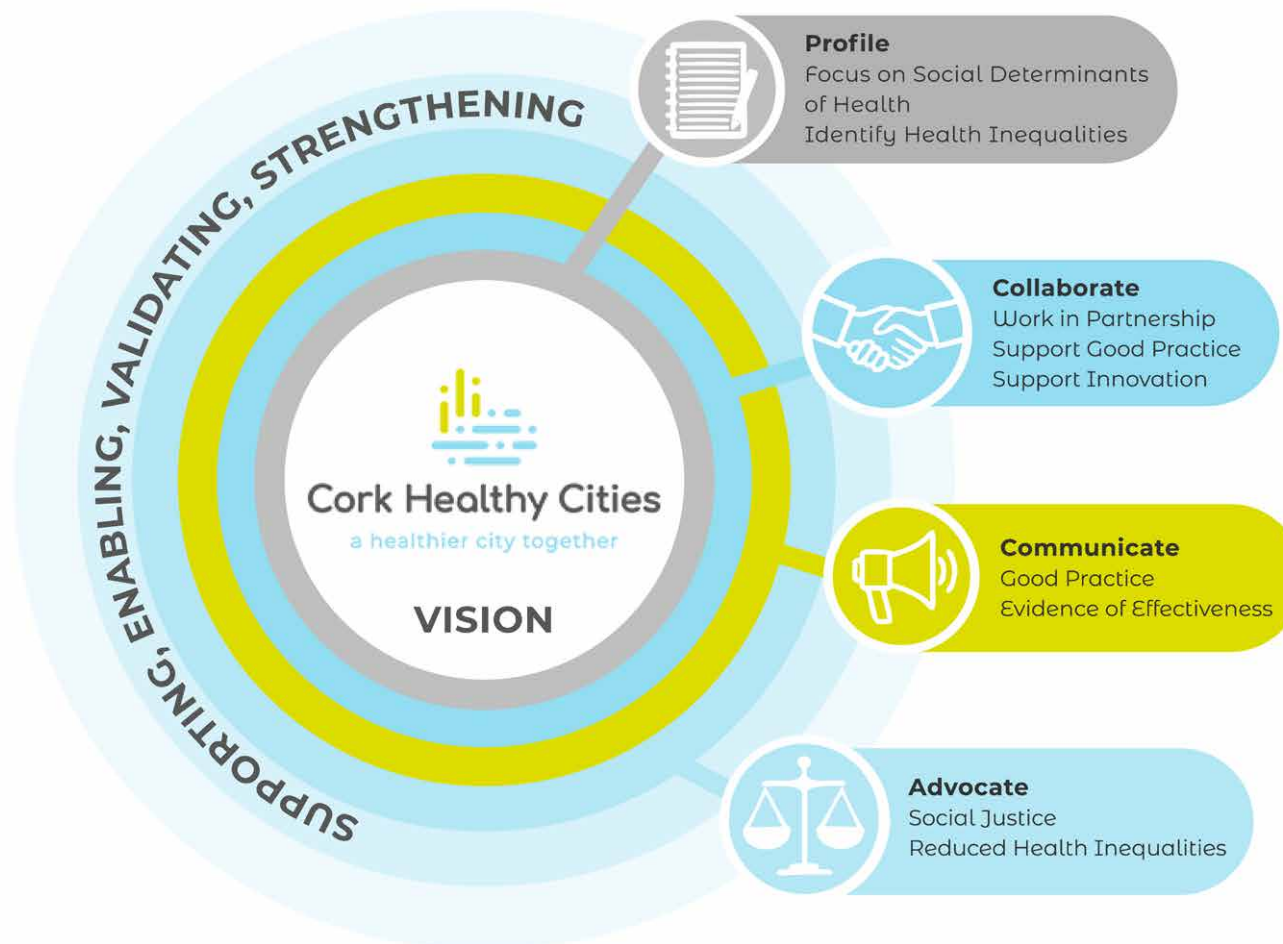 SUPPORTING, ENABLING, VALIDATING, STRENGTHENING
Cork Healthy Cities
a healthier city together
VISION
Profile
Focus on Social Determinants
of Health
Identify Health Inequalities
Collaborate
Work in Partnership
Support Good Practice
Support Innovation
Communicate
Good Practice
Evidence of Effectiveness
Advocate
Social Justice
Reduced Health Inequalities